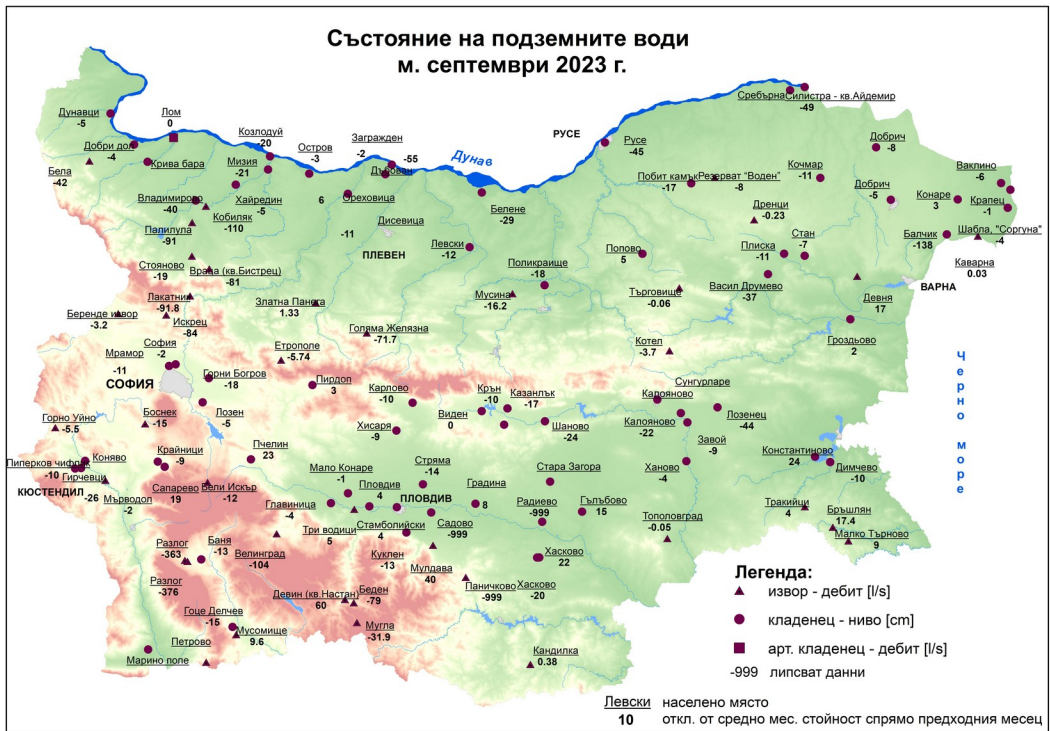 Състояние на подземните води
м. септември 2023 г.
Сребърна
Силистра - кв.Айдемир
-49
Дунавци
-5
Лом
0
Добри дол
-4
Козлодуй
-20
Остров
-3
Загражден
-2
-55
Дунав
РУСЕ
Русе
-45
Добрич
-8
Бела
-42
Крива бара
Мизия
-21
Дъбован
Кочмар
-11
Ваклино
-6
Побит камък
-17
Резерват "Воден"
-8
Владимирово
-40
Хайредин
-5
6
Ореховица
Добрич
-5
Конаре
3
Крапец
-1
Белене
-29
Дренци
-0.23
Кобиляк
-110
Палилула
-91
Дисевица
-11
Шабла, "Соргуна"
-4
Балчик
-138
Левски
-12
Стан
-7
ПЛЕВЕН
Попово
5
Плиска
-11
Каварна
0.03
Стояново
-19
Враца (кв.Бистрец)
-81
Поликраище
-18
Васил Друмево
-37
ВАРНА
Лакатник
-91.8
Златна Панега
1.33
Мусина
-16.2
Търговище
-0.06
Девня
17
Беренде извор
-3.2
Искрец
-84
Голяма Желязна
-71.7
Гроздьово
2
София
-2
Мрамор
-11
Етрополе
-5.74
Котел
-3.7
Черно море
СОФИЯ
Горни Богров
-18
Пирдоп
3
Карлово
-10
Крън
-10
Казанлък
-17
Сунгурларе
Калояново
Горно Уйно
-5.5
Боснек
-15
Лозен
-5
Хисаря
-9
Виден
0
Шаново
-24
Калояново
-22
Лозенец
-44
Завой
-9
Пчелин
23
Крайници
-9
-1
Коняво
Пиперков чифлик
-10
Гирчевци
Константиново
24
Димчево
-10
Мало Конаре
-1
Стряма
-14
Стара Загора
Ханово
-4
КЮСТЕНДИЛ
-26
Мърводол
-2
Сапарево
19
Бели Искър
-12
Пловдив
4
ПЛОВДИВ
Градина
8
Радиево
-999
Гълъбово
15
Главиница
-4
Три водици
5
Стамболийски
4
Садово
-999
Тополовград
-0.05
Тракийци
4
Бръшлян
17.4
Малко Търново
9
Разлог
-363
Баня
-13
Велинград
-104
Куклен
-13
Мулдава
40
Хасково
22
Разлог
-376
Девин (кв.Настан)
60
Беден
-79
Паничково
-999
Хасково
-20
Гоце Делчев
-15
Мусомище
9.6
Мугла
-31.9
Петрово
Марино поле
Кандилка
0.38
Легенда:
извор - дебит [l/s]
кладенец - ниво [cm]
арт. кладенец - дебит [l/s]
-999 липсват данни
Левски населено място
10 откл. от средно мес. стойност спрямо предходния месец